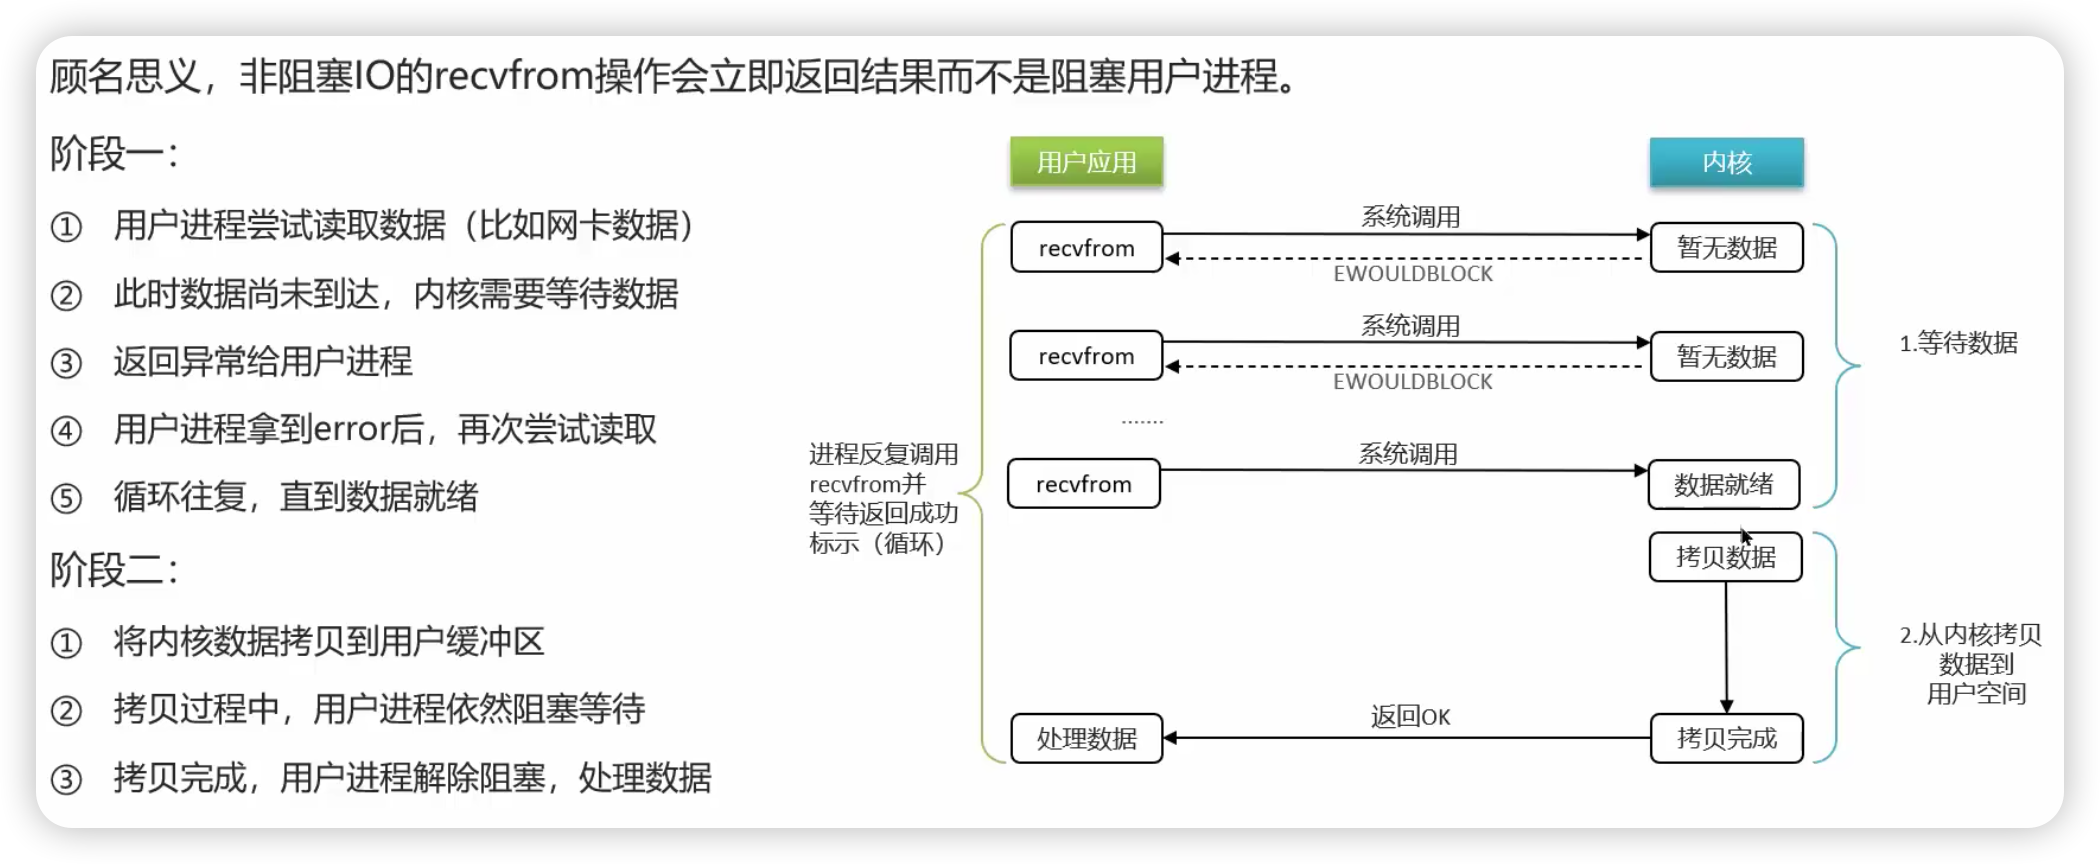 顾名思义，非阻塞IO的recvfrom操作会立即返回结果而不是阻塞用户进程。
阶段一：
① 用户进程尝试读取数据（比如网卡数据）
② 此时数据尚未到达，内核需要等待数据
③ 返回异常给用户进程
④ 用户进程拿到error后，再次尝试读取
⑤ 循环往复，直到数据就绪
阶段二：
① 将内核数据拷贝到用户缓冲区
② 拷贝过程中，用户进程依然阻塞等待
③ 拷贝完成，用户进程解除阻塞，处理数据
用户应用
内核
recvfrom
系统调用
暂无数据
EWOULDBLOCK
recvfrom
系统调用
暂无数据
EWOULDBLOCK
.......
recvfrom
系统调用
数据就绪
拷贝数据
处理数据
返回OK
拷贝完成
进程反复调用
recvfrom并
等待返回成功
标示（循环）
1.等待数据
2.从内核拷贝
数据到
用户空间